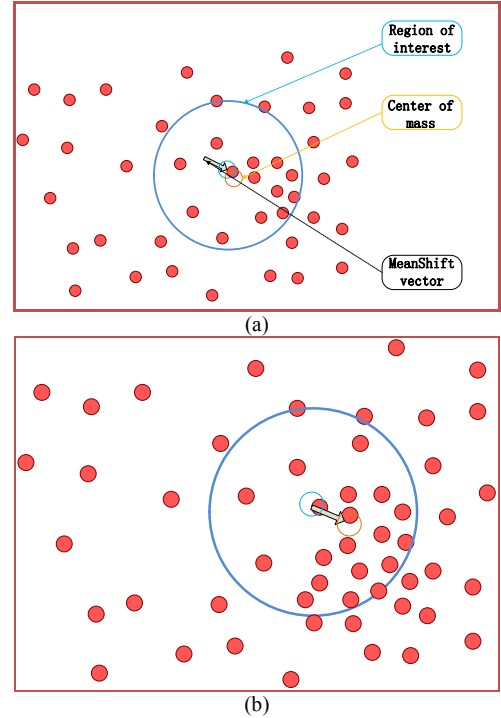 Region of
interest
Center of
mass
MeanShift
vector
(a)
(b)